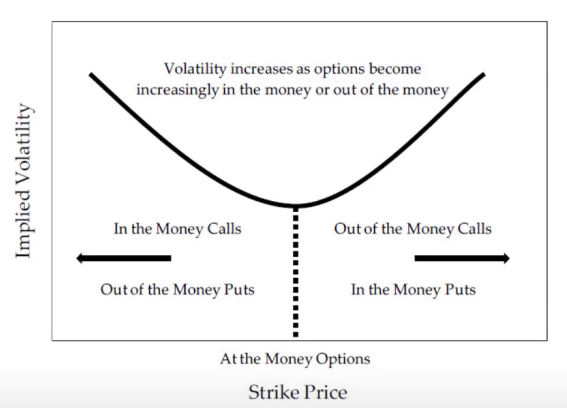 Volatility increases as options become
increasingly in the money or out of the money
Implied Volatility
In the Money Calls
Out of the Money Calls
Out of the Money Puts
In the Money Puts
At the Money Options
Strike Price